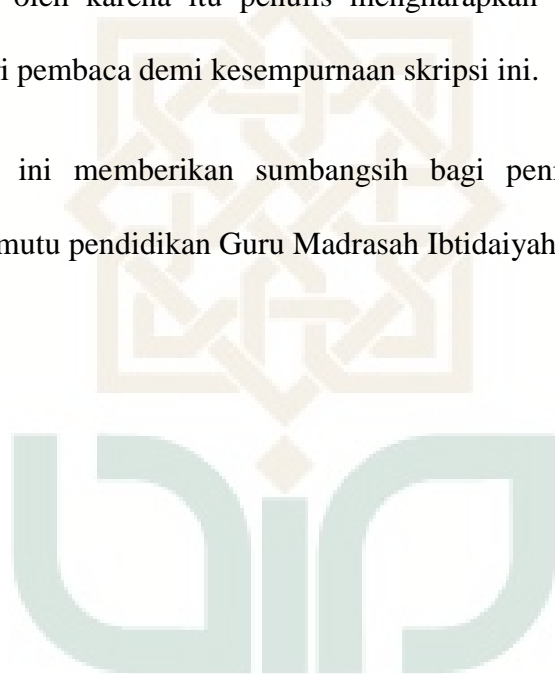 oleh karena itu penulis mengharapkan
pembaca demi kesempurnaan skripsi ini.
ini memberikan sumbangsih bagi
mutu pendidikan Guru Madrasah Ibtidaiyah